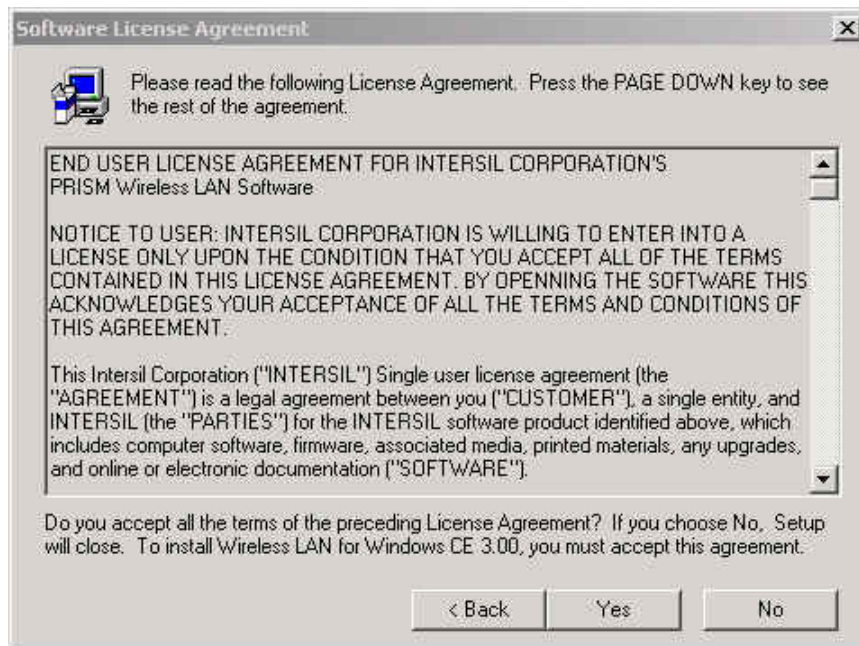 Software License Agreement
Please read the following License Agreement. Press the PAGE DOWN key to see
the rest of the agreement.
END USER LICENSE AGREEMENT FOR INTERSIL CORPORATION'S
PRISM Wireless LAN Software
NOTICE TO USER: INTERSIL CORPORATION IS WILLING TO ENTER INTO A
LICENSE ONLY UPON THE CONDITION THAT YOU ACCEPT ALL OF THE TERMS
CONTAINED IN THIS LICENSE AGREEMENT. BY OPENNING THE SOFTWARE THIS
ACKNOWLEDGES YOUR ACCEPTANCE OF ALL THE TERMS AND CONDITIONS OF
THIS AGREEMENT.
This Intersil Corporation ("INTERSIL") Single user license agreement (the
"AGREEMENT") is a legal agreement between you ("CUSTOMER"), a single entity, and
INTERSIL (the "PARTIES") for the INTERSIL software product identified above, which
includes computer software, firmware, associated media, printed materials, any upgrades,
and online or electronic documentation ("SOFTWARE").
Do you accept all the terms of the preceding License Agreement? If you choose No, Setup
will close. To install Wireless LAN for Windows CE 3.00, you must accept this agreement.
< Back Yes No